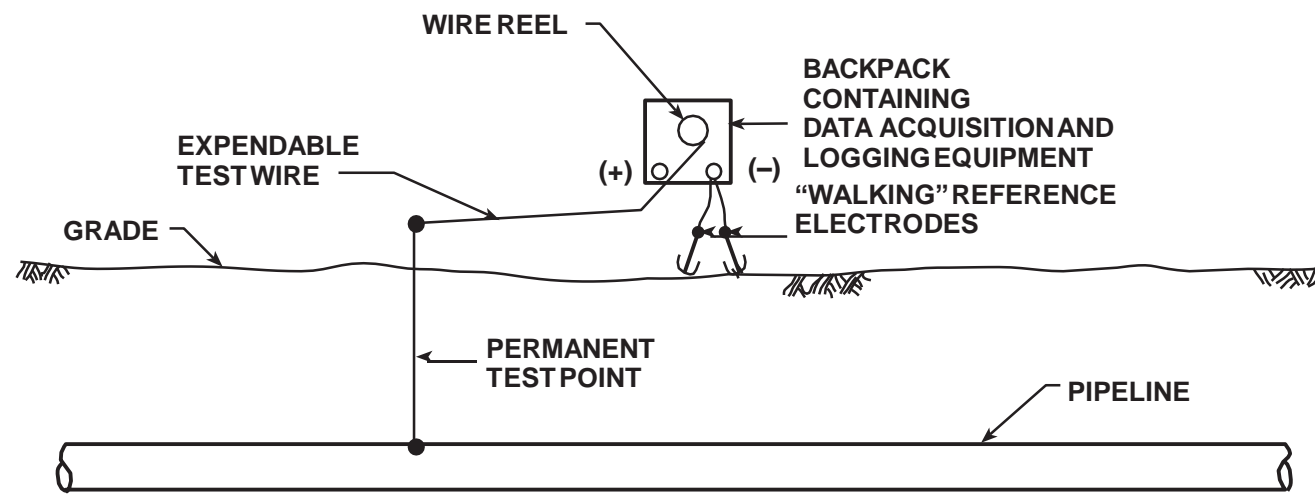 WIRE REEL
BACKPACK
CONTAINING
DATA ACQUISITION AND
LOGGING EQUIPMENT
EXPENDABLE
TEST WIRE
(+)
(–)
“WALKING” REFERENCE
ELECTRODES
GRADE
PERMANENT
TEST POINT
PIPELINE